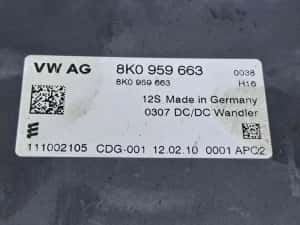 VW AG 8K0 959 663 0038
8K0 959 663 H16
12S Made in Germany
0307 DC/DC Wandler
111002105 CDG-001 12.02.10 0001 APO2